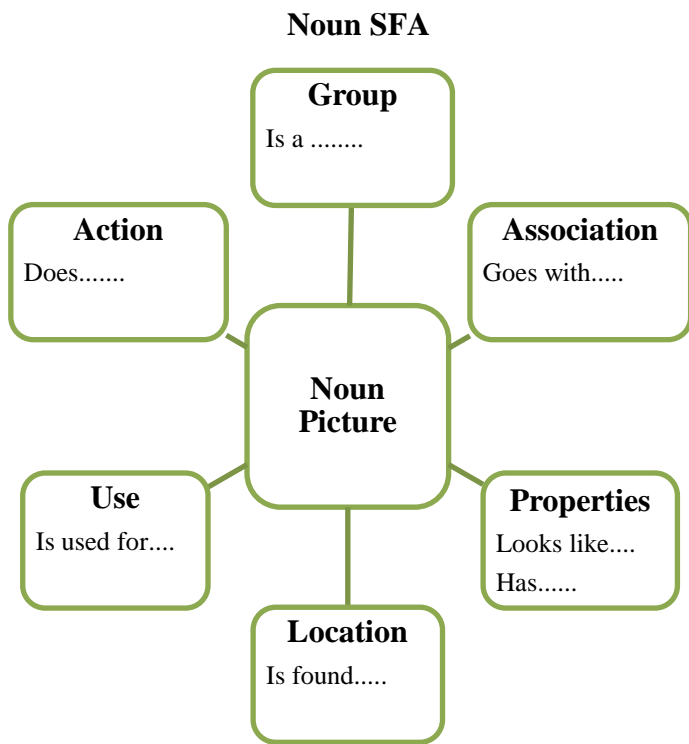 Noun SFA
Group
Is a ........
Action
Does.......
Association
Goes with.....
Noun
Picture
Use
Is used for....
Properties
Looks like....
Has......
Location
Is found.....